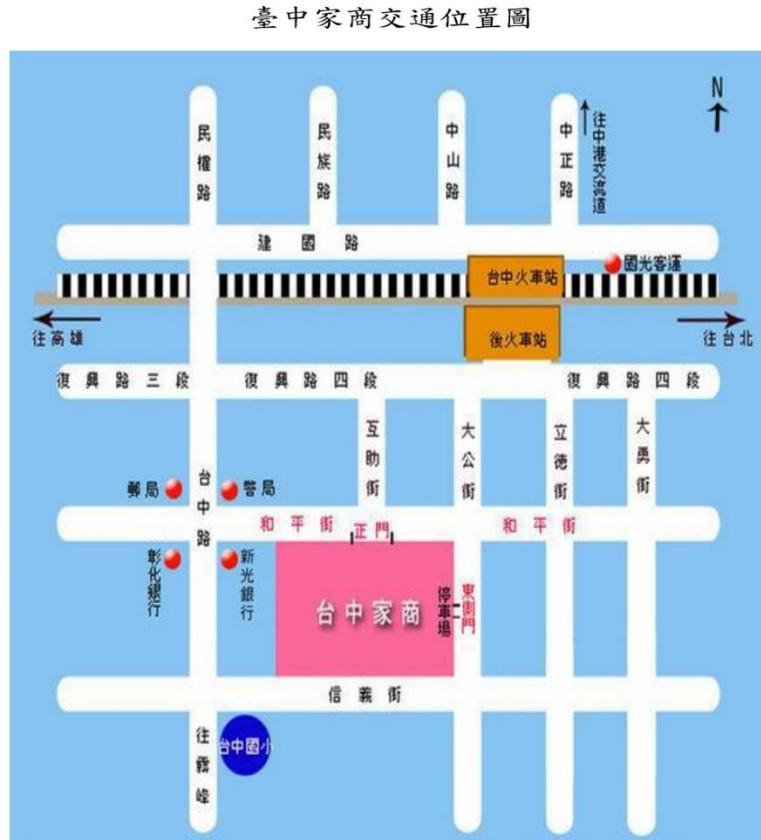 臺中家商交通位置圖
N
民權路
民族路
中山路
中正路
往中港交流道
建國路
台中火車站
國光客運
往高雄
後火車站
往台北
復興路三段
復興路四段
復興路四段
互助街
大公街
立德街
大勇街
台中路
郵局
警局
和平街
正門
和平街
彰化銀行
新光銀行
台中家商
停車場
東側門
信義街
往霧峰
台中國小